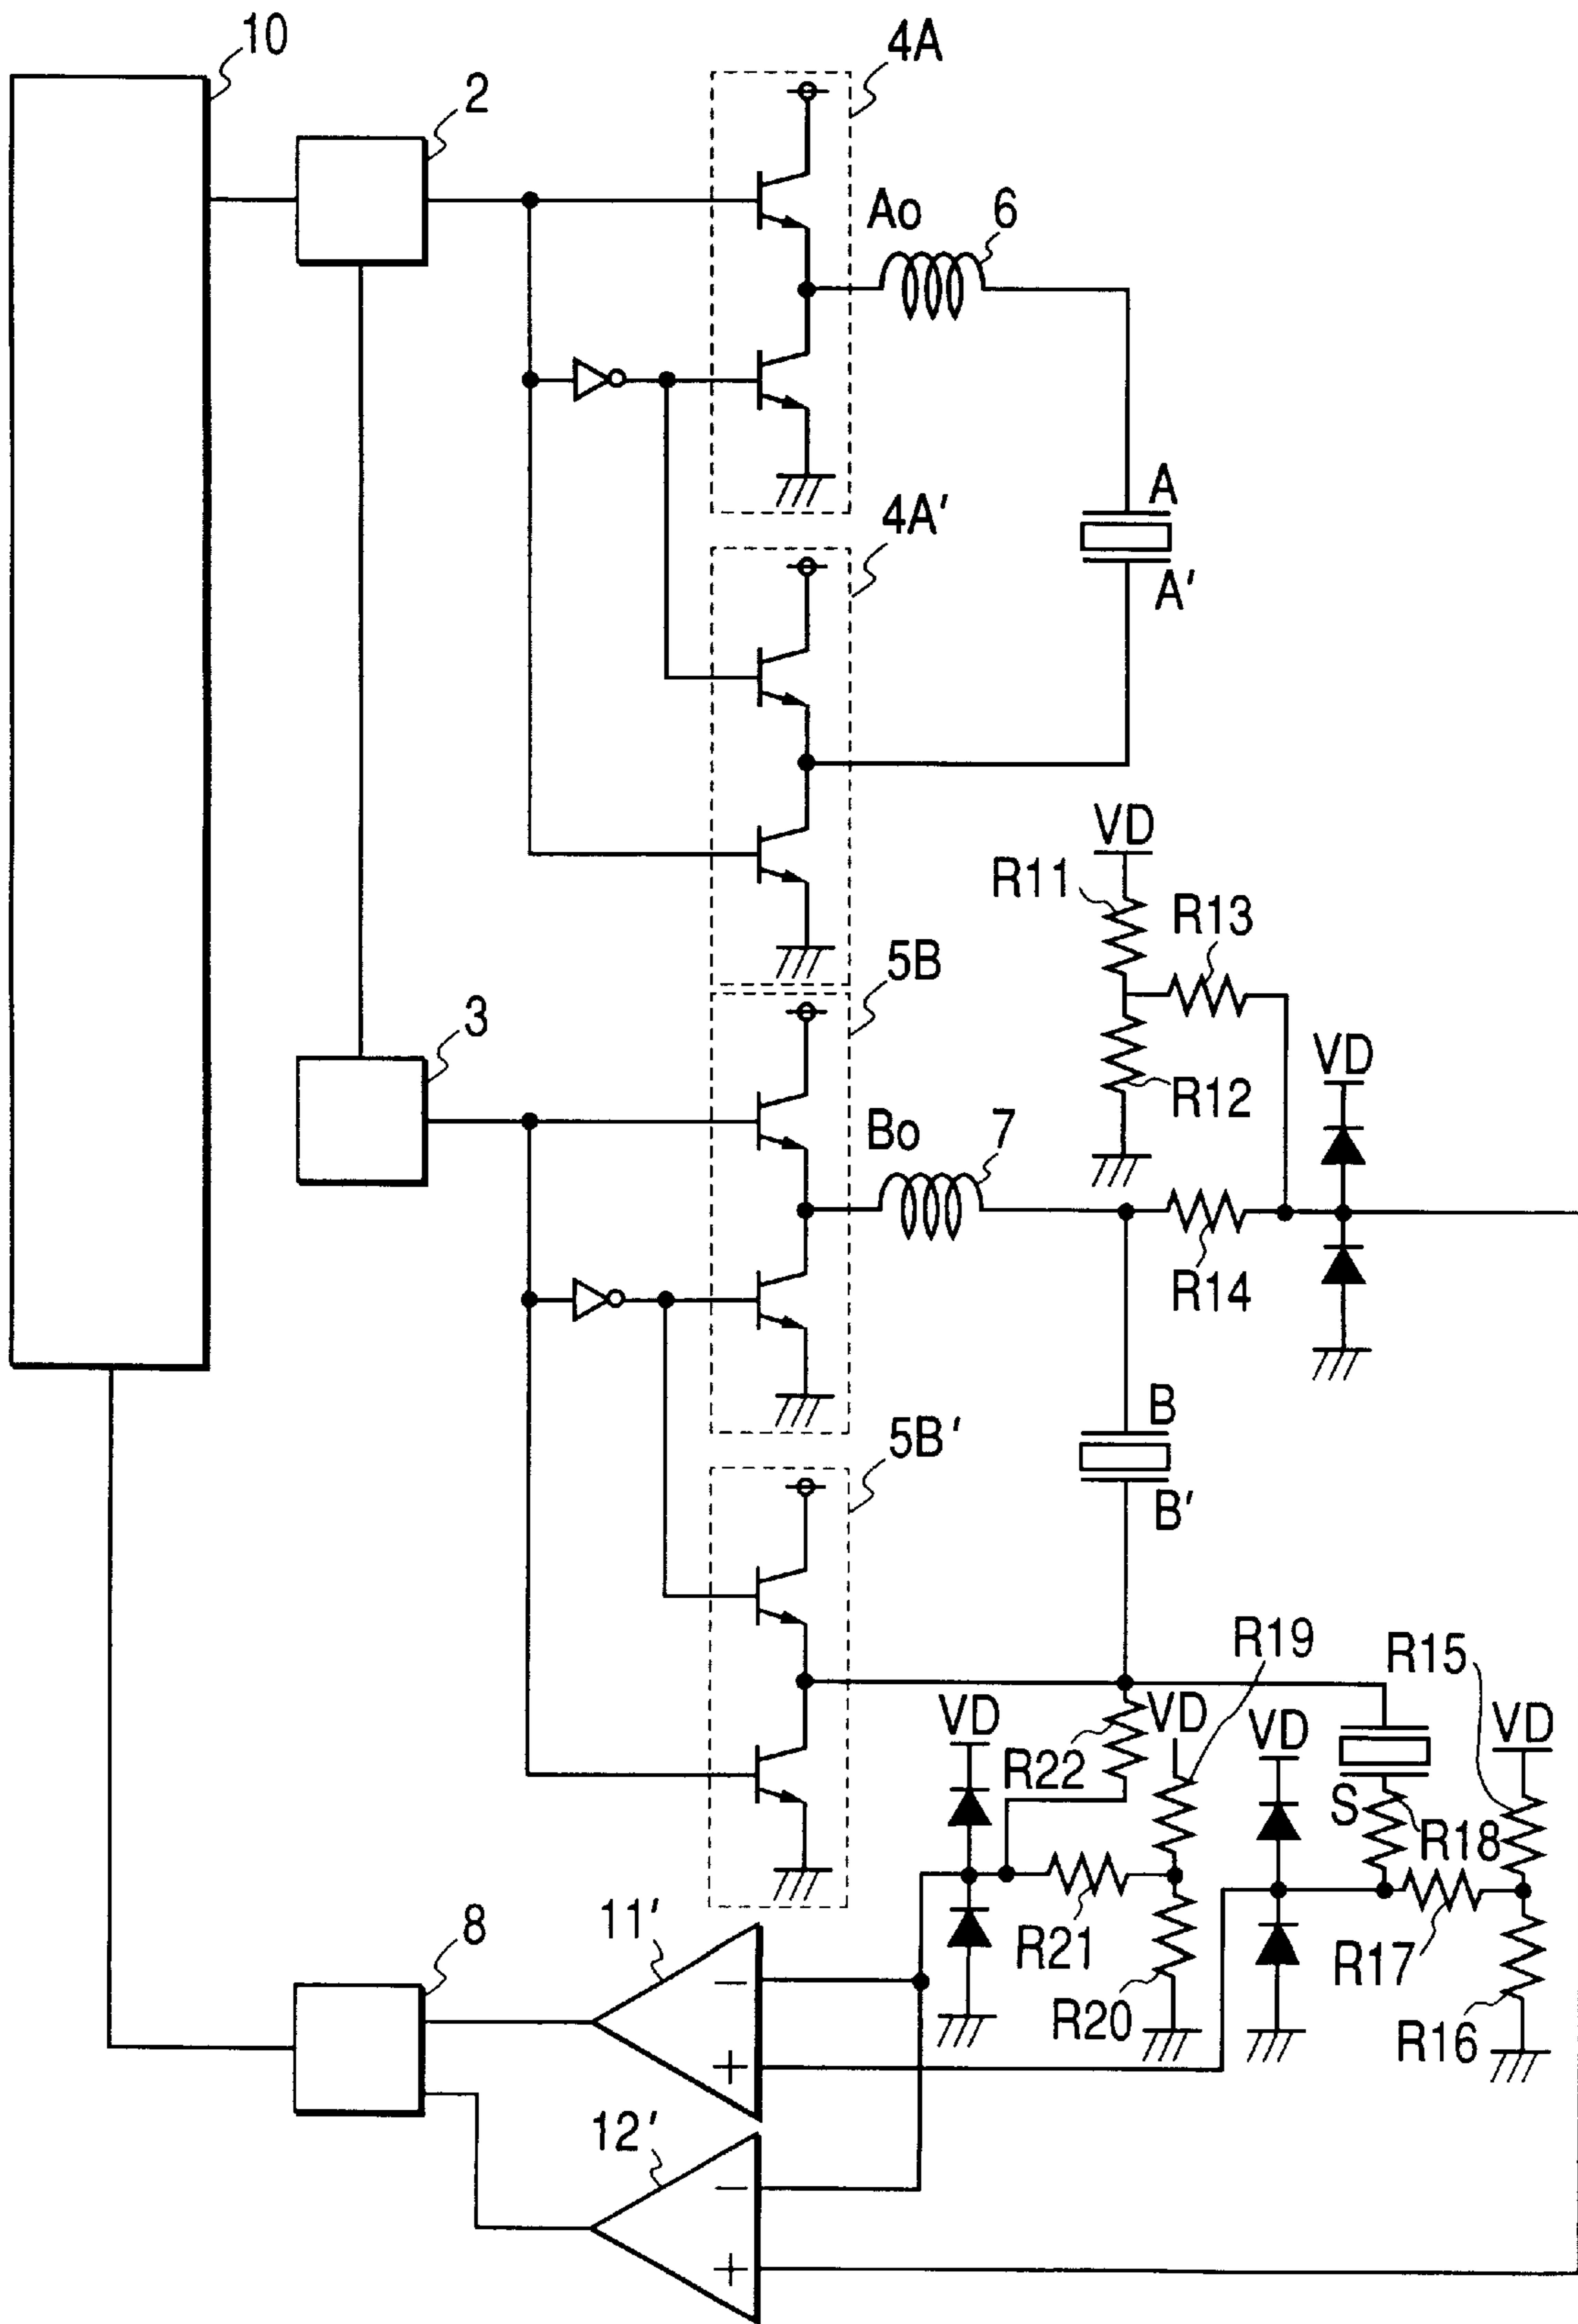 10
4A
2
Ao
6
A
4A'
A'
VD
R11
R13
5B
3
VD
R12
Bo
7
R14
B
5B'
B'
R19
R15
VD
VD
VD
VD
R22
S
R18
11'
8
R21
R17
−
R20
R16
+
12'
−
+